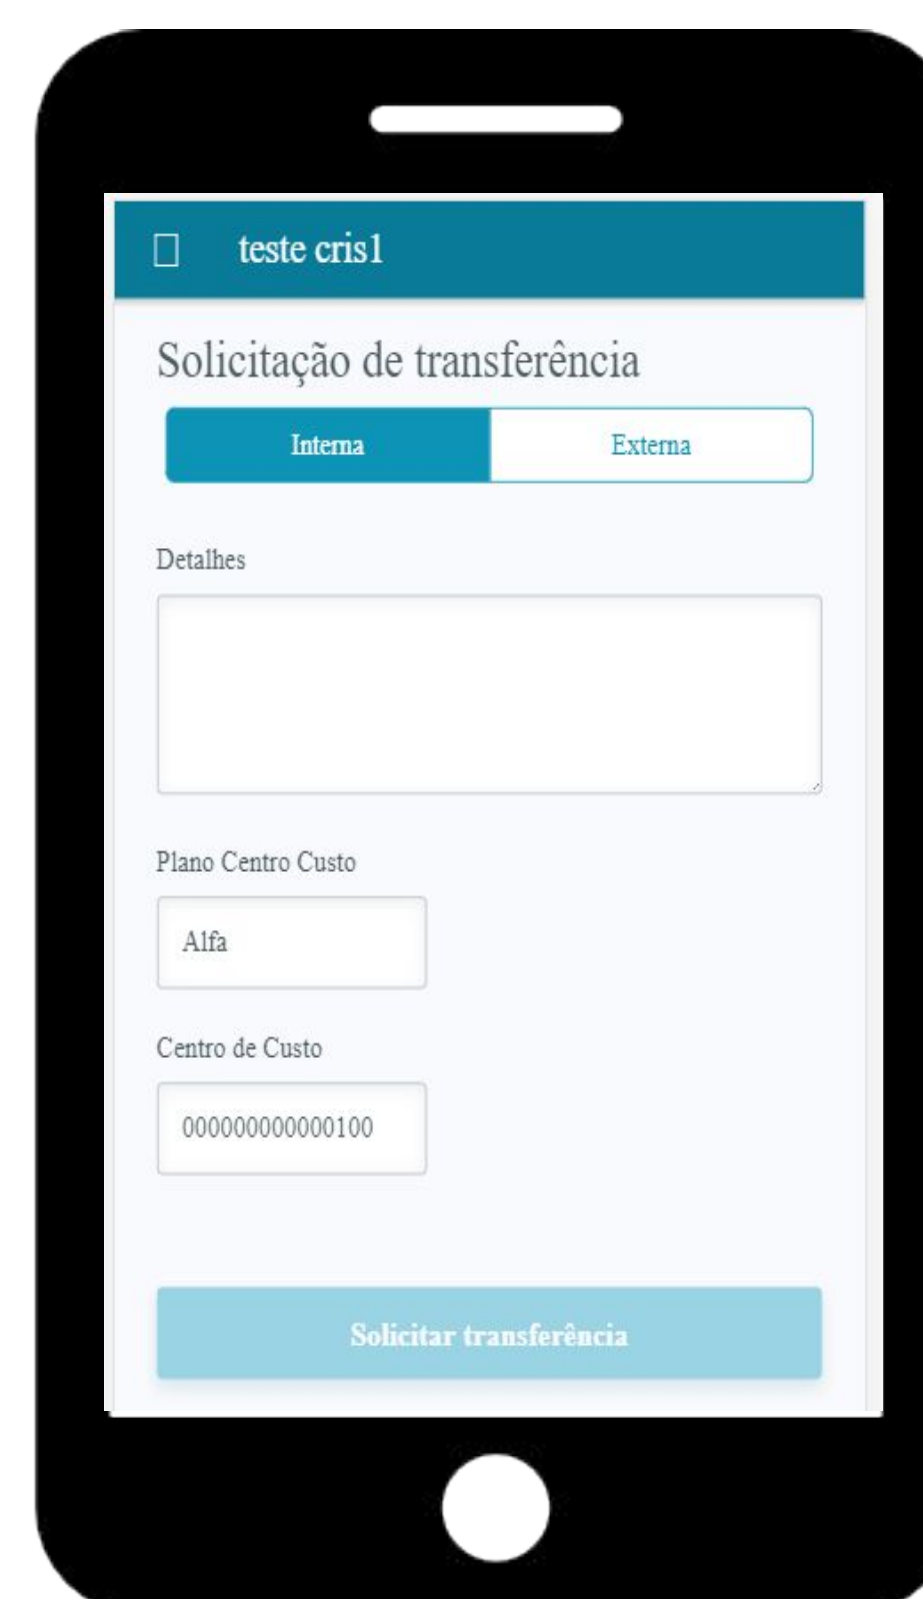 teste cris1
Solicitação de transferência
Interna Externa
Detalhes
Plano Centro Custo
Alfa
Centro de Custo
000000000000100
Solicitar transferência